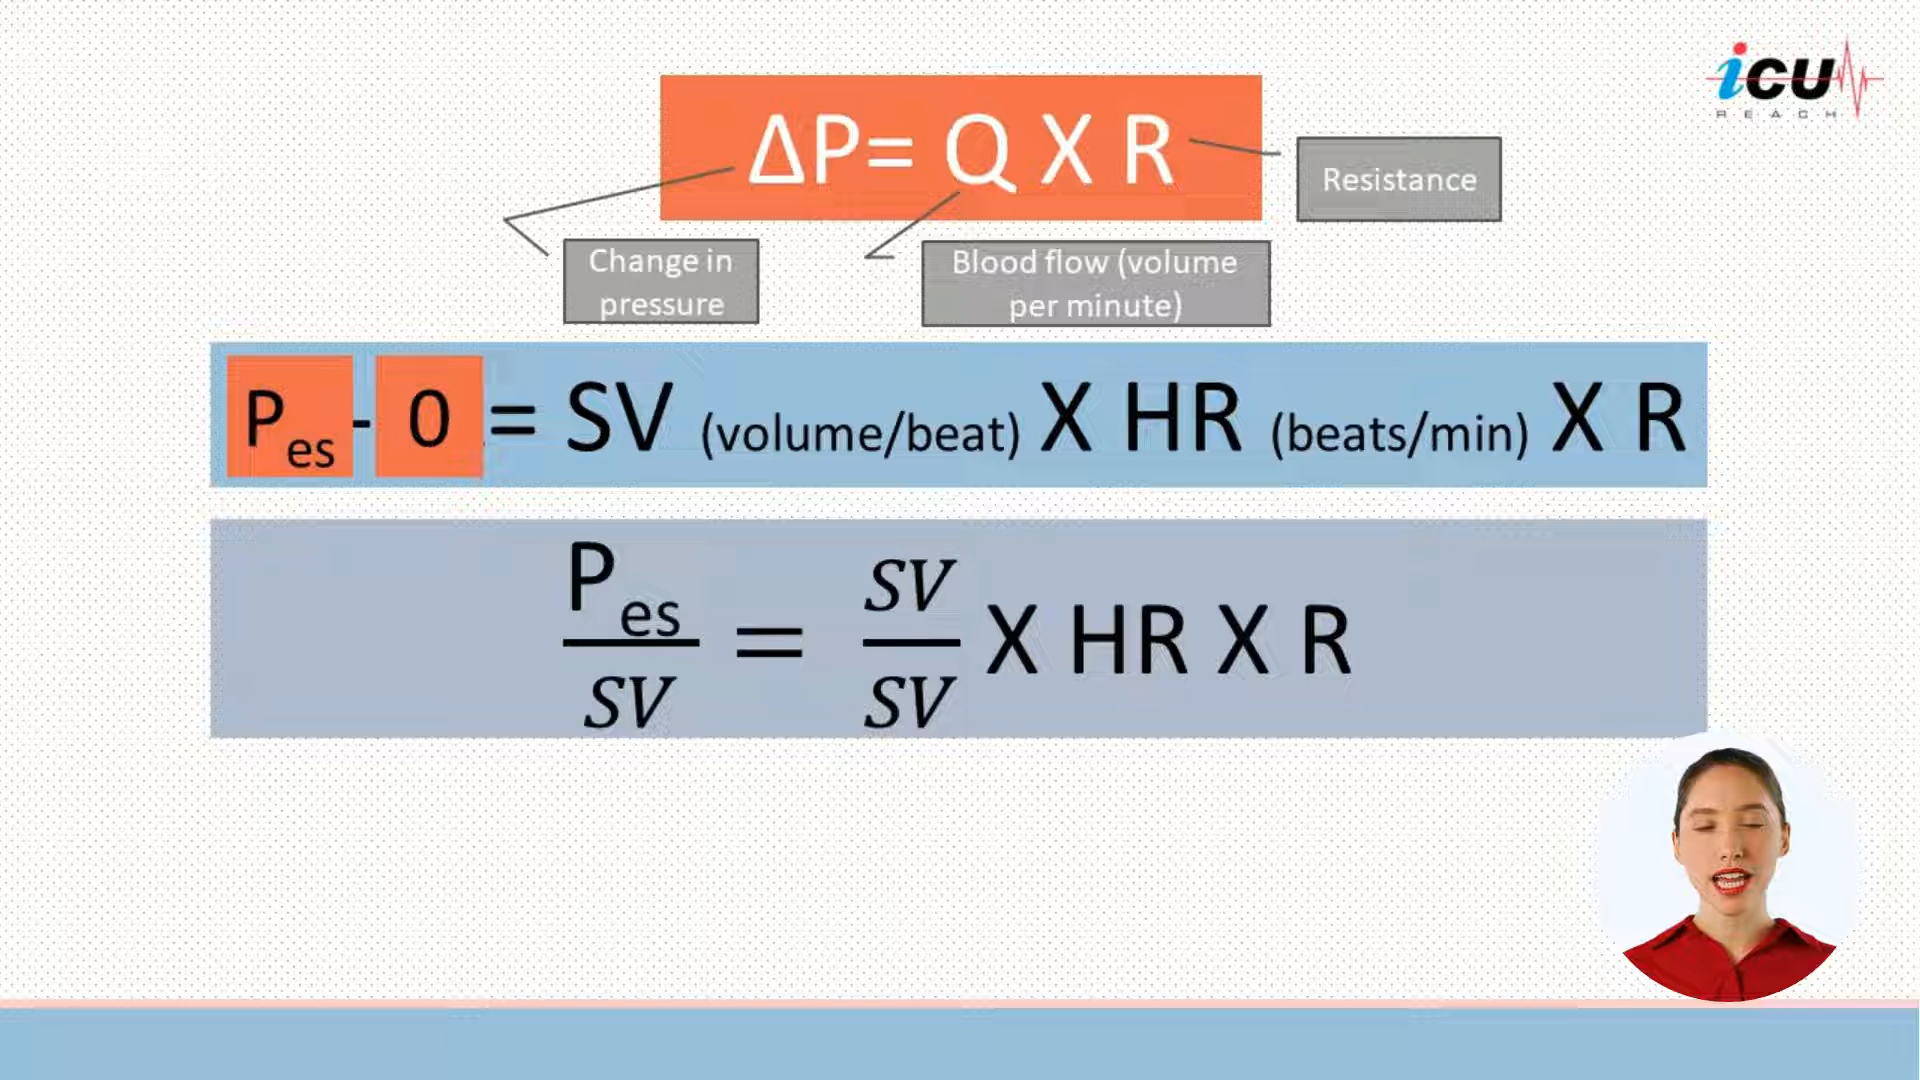 icu
REACH
ΔP= Q X R
Resistance
Change in
pressure
Blood flow (volume
per minute)
Pes - 0 = SV (volume/beat) X HR (beats/min) X R
Pes/SV = SV/SV X HR X R